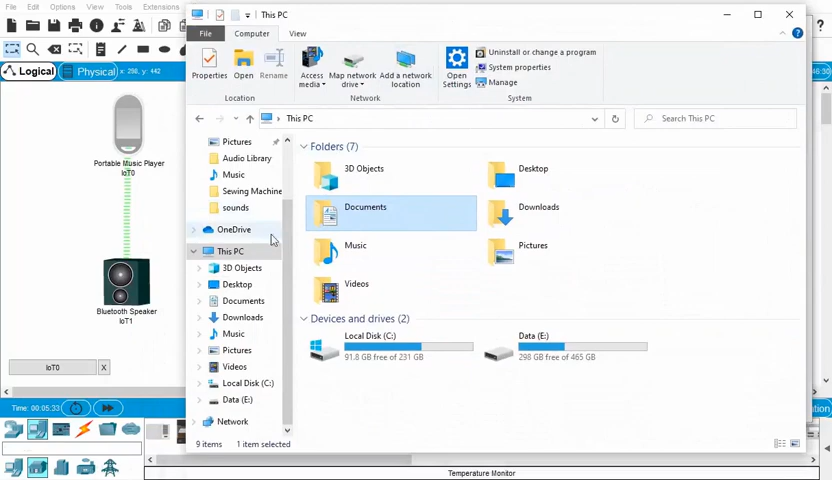 File Edit Options View Tools Extensions
This PC
File Computer View
Properties Open Rename Access media Map network drive Add a network location Open Settings Uninstall or change a program
System properties
Manage
Location Network System
Logical Physical x: 258, y: 442
46:30
This PC Search This PC
Pictures
Audio Library
Music
Sewing Machine
sounds
OneDrive
This PC
3D Objects
Desktop
Documents
Downloads
Music
Pictures
Videos
Local Disk (C:)
Data (E:)
Network
Folders (7)
3D Objects Desktop
Documents Downloads
Music Pictures
Videos
Devices and drives (2)
Local Disk (C:)
91.8 GB free of 231 GB
Data (E:)
298 GB free of 465 GB
9 items 1 item selected
Portable Music Player
IoT0
Bluetooth Speaker
IoT1
IoT0 X
Time: 00:05:33
Temperature Monitor